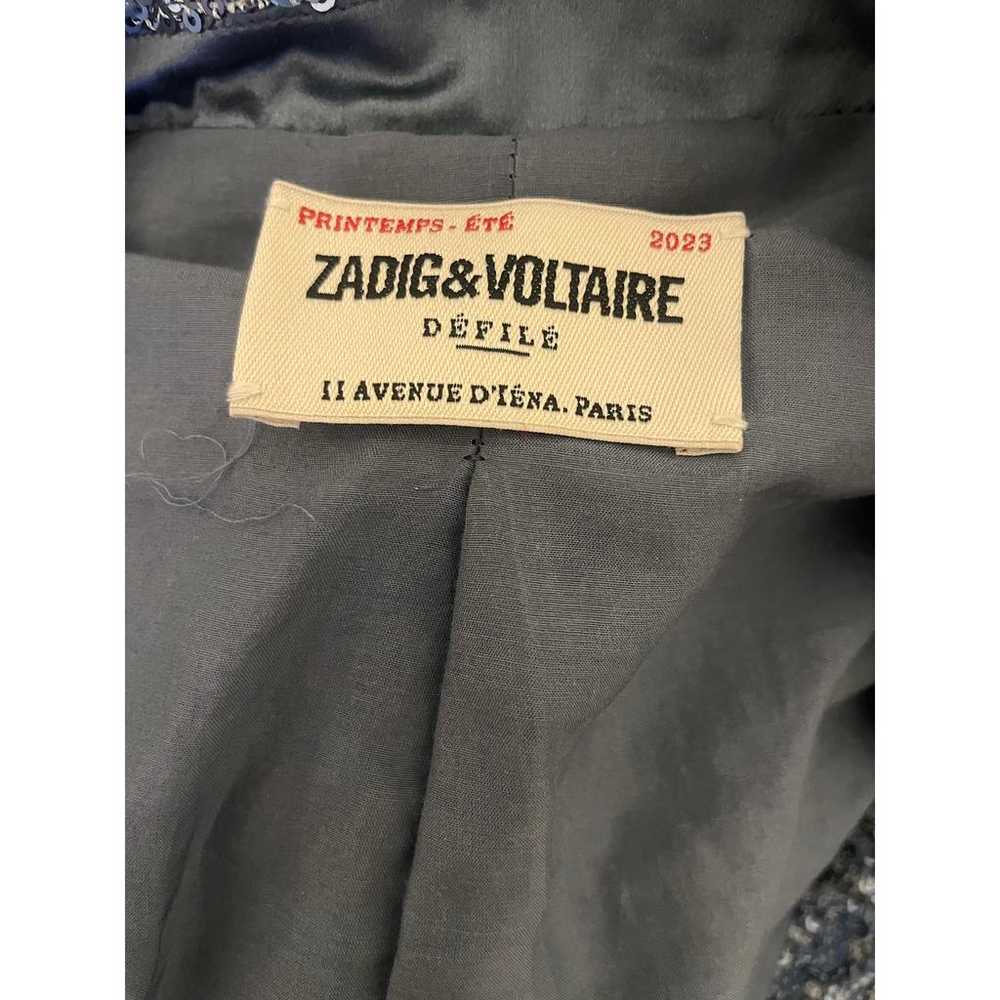 PRINTEMPS - ÉTÉ 2023
ZADIG&VOLTAIRE
DÉFILÉ
11 AVENUE D'IÉNA. PARIS